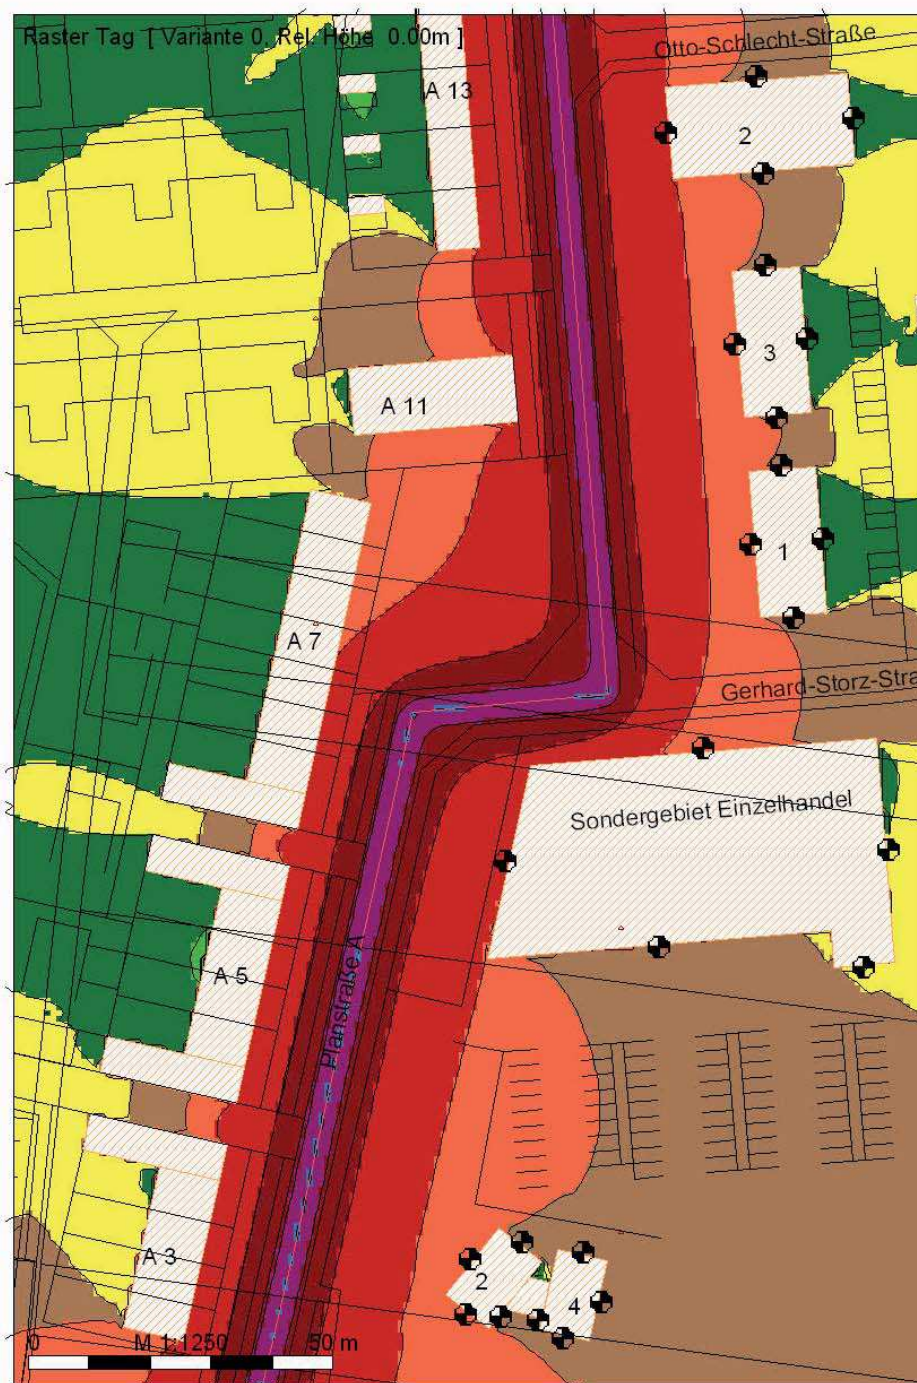 Raster Tag [ Variante 0, Rel. Höhe 0.00m ]
Otto-Schlecht-Straße
A 13
2
3
A 11
1
A 7
Gerhard-Storz-Stra
Sondergebiet Einzelhandel
Planstraße A
A 5
A 3
2
4
0 M 1:1250 50 m